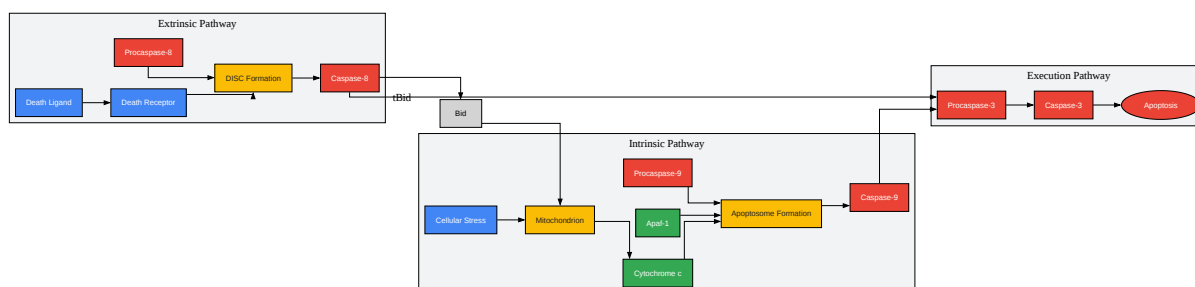 Extrinsic Pathway
Procaspase-8
DISC Formation
Caspase-8
Death Ligand
Death Receptor
tBid
Bid
Execution Pathway
Procaspase-3
Caspase-3
Apoptosis
Intrinsic Pathway
Procaspase-9
Caspase-9
Cellular Stress
Mitochondrion
Apaf-1
Apoptosome Formation
Cytochrome c